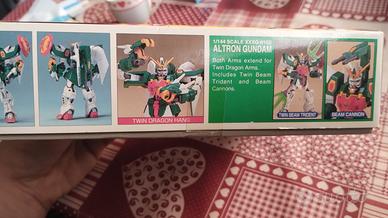 1/144 SCALE XXXG-01S2
ALTRON GUNDAM
Both Arms extend for
Twin Dragon Arms.
Includes Twin Beam
Trident and Beam
Cannons.
TWIN DRAGON HANG
TWIN BEAM TRIDENT
BEAM CANNON